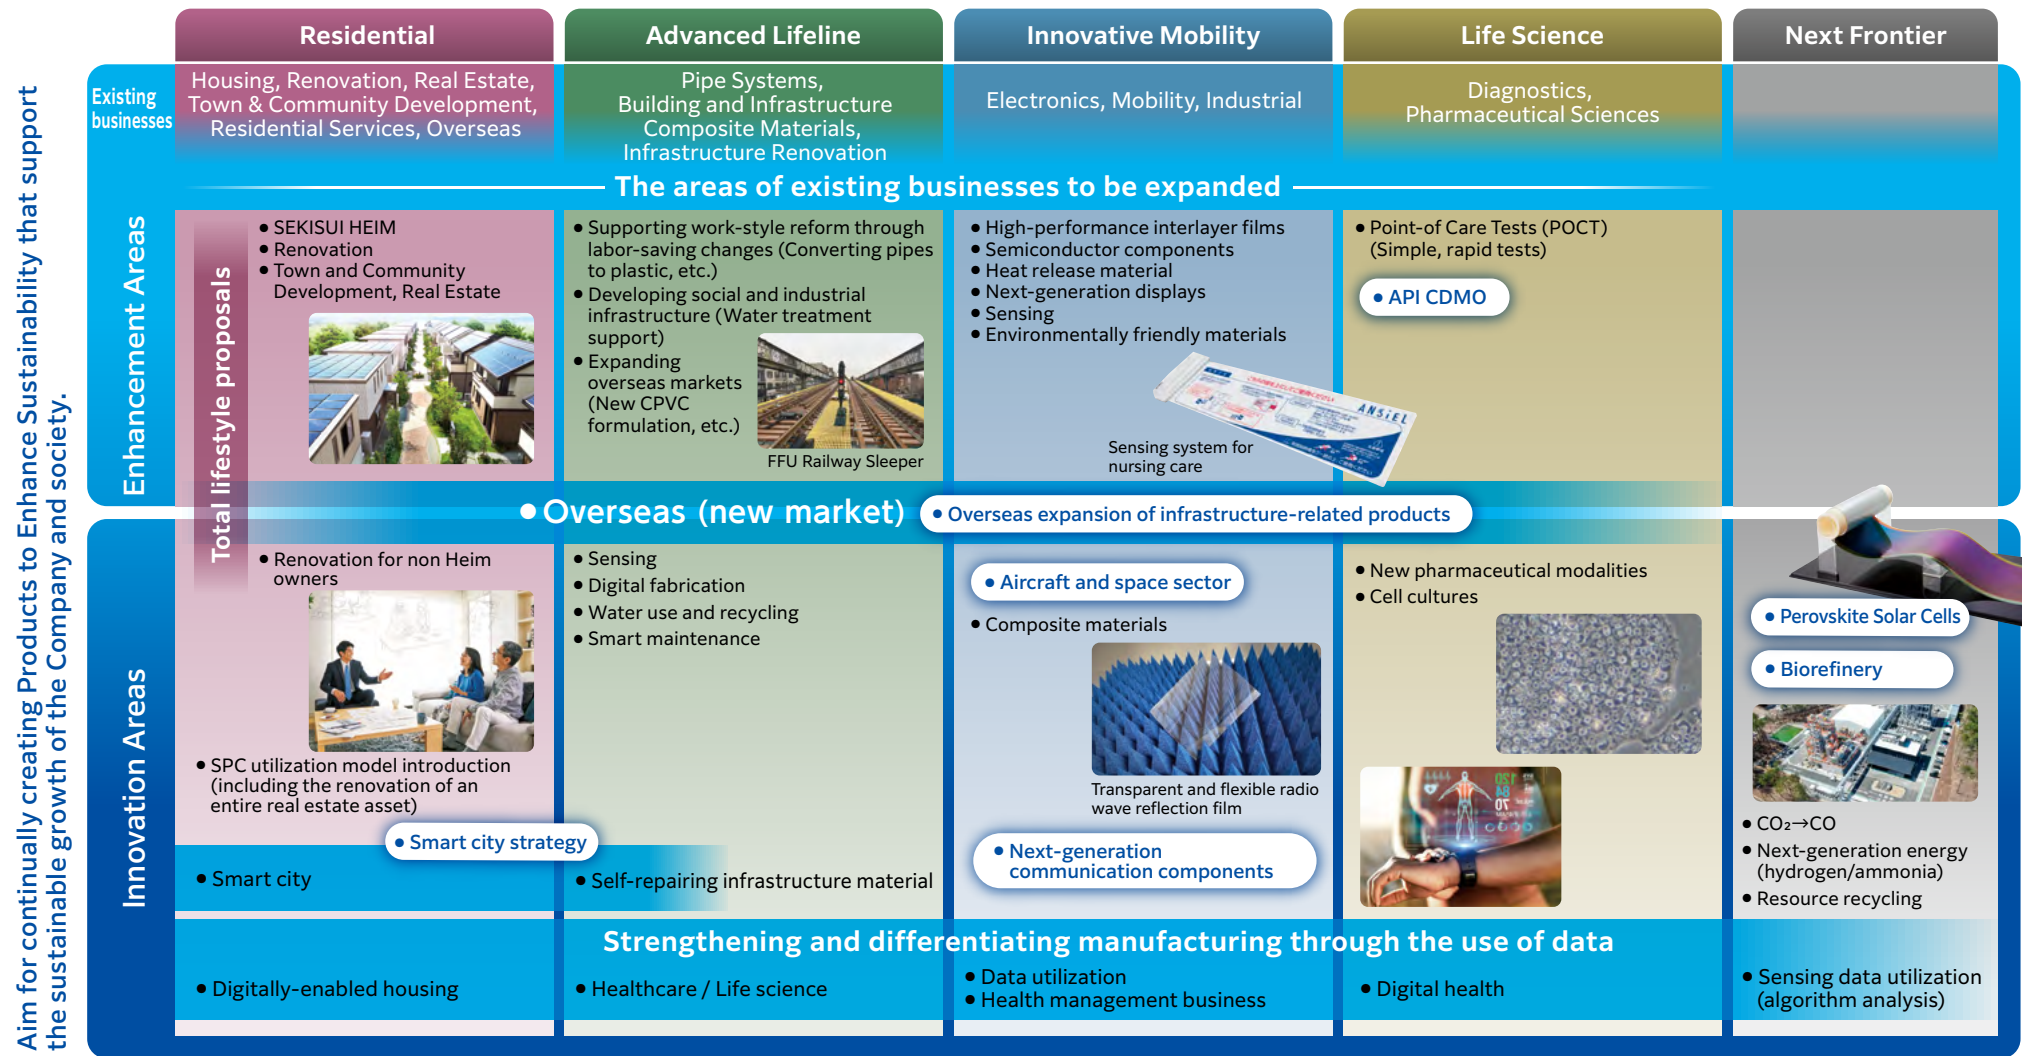 Aim for continually creating Products to Enhance Sustainability that support
the sustainable growth of the Company and society.
Residential
Advanced Lifeline
Innovative Mobility
Life Science
Next Frontier
Existing
businesses
Housing, Renovation, Real Estate,
Town & Community Development,
Residential Services, Overseas
Pipe Systems,
Building and Infrastructure
Composite Materials,
Infrastructure Renovation
Electronics, Mobility, Industrial
Diagnostics,
Pharmaceutical Sciences
The areas of existing businesses to be expanded
Enhancement Areas
Total lifestyle proposals
• SEKISUI HEIM
• Renovation
• Town and Community
Development, Real Estate
• Supporting work-style reform through
labor-saving changes (Converting pipes
to plastic, etc.)
• Developing social and industrial
infrastructure (Water treatment
support)
• Expanding
overseas markets
(New CPVC
formulation, etc.)
FFU Railway Sleeper
• High-performance interlayer films
• Semiconductor components
• Heat release material
• Next-generation displays
• Sensing
• Environmentally friendly materials
ANSiEL
Sensing system for
nursing care
• Point-of Care Tests (POCT)
(Simple, rapid tests)
• API CDMO
• Overseas (new market)
• Overseas expansion of infrastructure-related products
Innovation Areas
• Renovation for non Heim
owners
• SPC utilization model introduction
(including the renovation of an
entire real estate asset)
• Smart city strategy
• Smart city
• Sensing
• Digital fabrication
• Water use and recycling
• Smart maintenance
• Self-repairing infrastructure material
• Aircraft and space sector
• Composite materials
Transparent and flexible radio
wave reflection film
• Next-generation
communication components
• New pharmaceutical modalities
• Cell cultures
120
84
70
• Perovskite Solar Cells
• Biorefinery
• CO₂→CO
• Next-generation energy
(hydrogen/ammonia)
• Resource recycling
Strengthening and differentiating manufacturing through the use of data
• Digitally-enabled housing
• Healthcare / Life science
• Data utilization
• Health management business
• Digital health
• Sensing data utilization
(algorithm analysis)